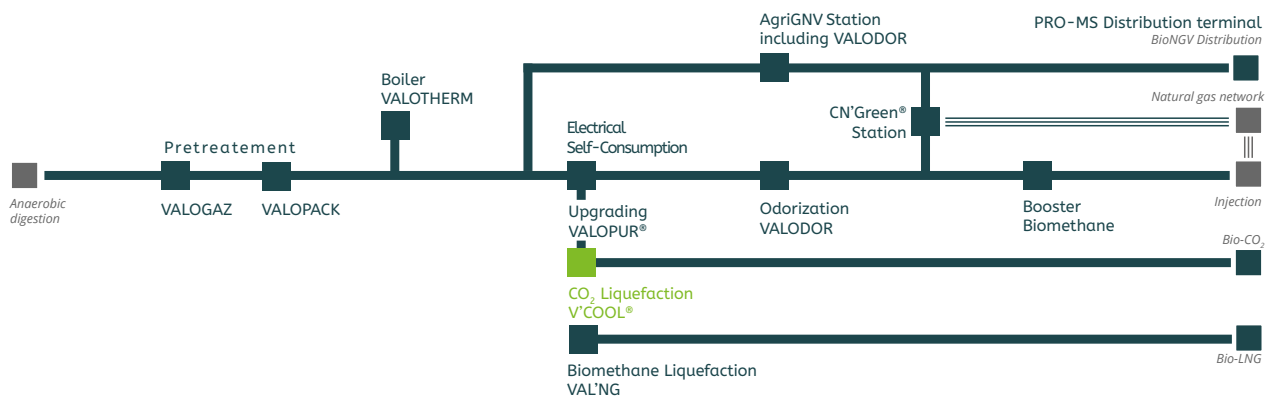 AgriGNV Station
including VALODOR
PRO-MS Distribution terminal
BioNGV Distribution
Boiler
VALOTHERM
Natural gas network
CN'Green®
Station
Electrical
Self-Consumption
Pretreatement
Anaerobic
digestion
VALOGAZ
VALOPACK
Upgrading
VALOPUR®
Odorization
VALODOR
Booster
Biomethane
Injection
Bio-CO₂
CO₂ Liquefaction
V'COOL®
Bio-LNG
Biomethane Liquefaction
VAL'NG